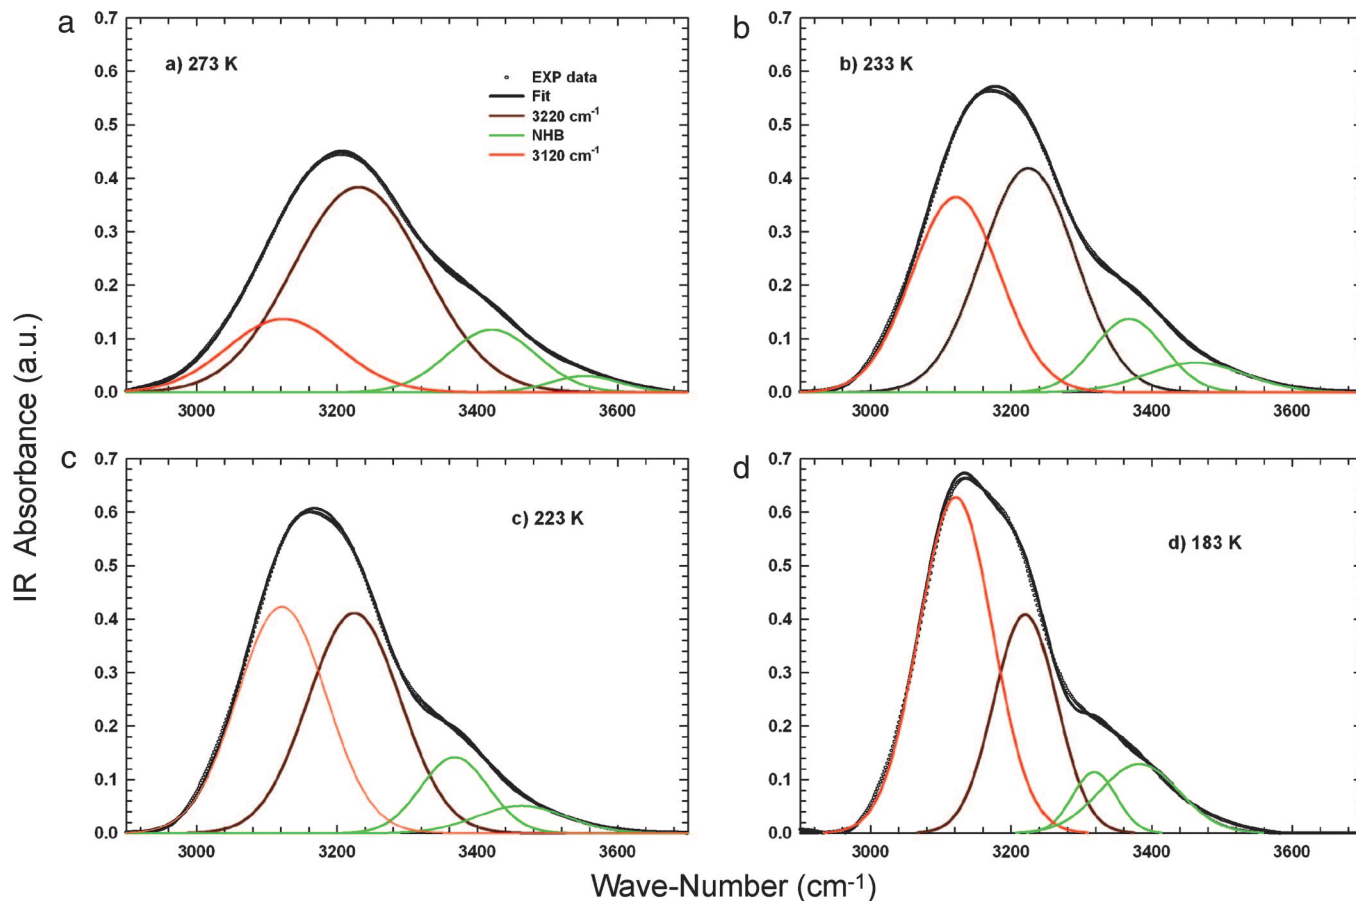 a
0.7
0.6
0.5
0.4
0.3
0.2
0.1
0.0
a) 273 K
EXP data
Fit
3220 cm-1
NHB
3120 cm-1
3000 3200 3400 3600
b
0.7
0.6
0.5
0.4
0.3
0.2
0.1
0.0
b) 233 K
3000 3200 3400 3600
c
0.7
0.6
0.5
0.4
0.3
0.2
0.1
0.0
c) 223 K
3000 3200 3400 3600
d
0.7
0.6
0.5
0.4
0.3
0.2
0.1
0.0
d) 183 K
3000 3200 3400 3600
IR Absorbance (a.u.)
Wave-Number (cm-1)